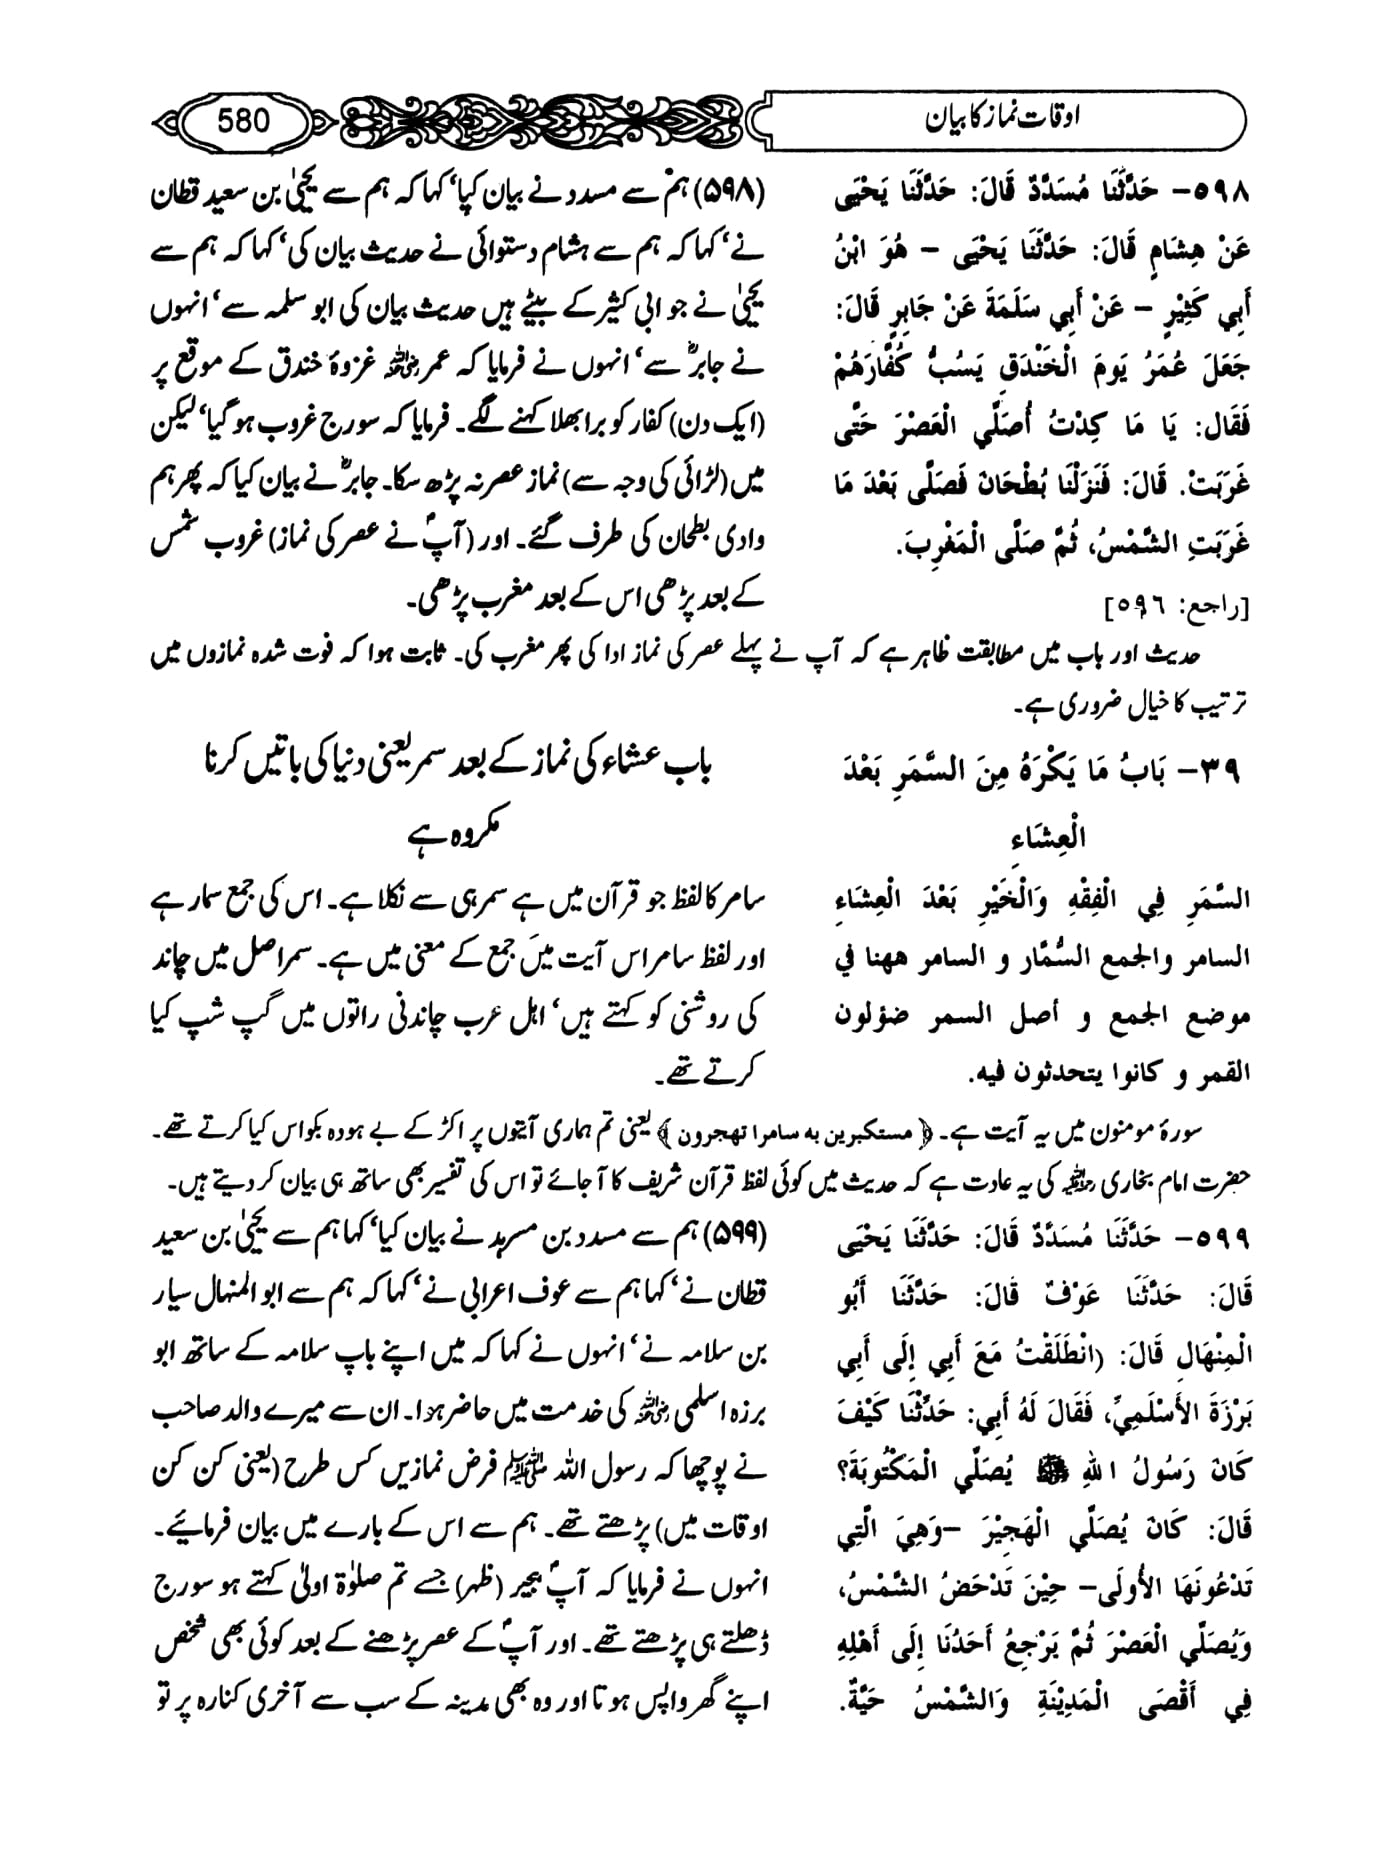 اوقات نماز کا بیان
580
٥٩٨- حَدَّثَنَا مُسَدَّدٌ قَالَ: حَدَّثَنَا يَحْيَى
عَنْ هِشَامٍ قَالَ: حَدَّثَنَا يَحْيَى – هُوَ ابْنُ
أَبِي كَثِيْرٍ – عَنْ أَبِي سَلَمَةَ عَنْ جَابِرٍ قَالَ:
جَعَلَ عُمَرُ يَومَ الْخَنْدَقِ يَسُبُّ كُفَّارَهُمْ
فَقَالَ: يَا مَا كِدْتُ أُصَلِّي الْعَصْرَ حَتَّى
غَرَبَتْ. قَالَ: فَنَزَلْنَا بُطْحَانَ فَصَلَّى بَعْدَ مَا
غَرَبَتِ الشَّمْسُ، ثُمَّ صَلَّى الْمَغْرِبَ.
[راجع: ٥٩٦]
(۵۹۸) ہم سے مسدد نے بیان کیا، کہا کہ ہم سے یحیٰی بن سعید قطان
نے، کہا کہ ہم سے ہشام دستوائی نے حدیث بیان کی، کہا کہ ہم سے
یحیٰی نے جو ابی کثیر کے بیٹے ہیں حدیث بیان کی ابو سلمہ سے، انہوں
نے جابرؓ سے، انہوں نے فرمایا کہ عمر رضی اللہ عنہ غزوۂ خندق کے موقع پر
(ایک دن) کفار کو برا بھلا کہنے لگے۔ فرمایا کہ سورج غروب ہو گیا، لیکن
میں (لڑائی کی وجہ سے) نماز عصر نہ پڑھ سکا۔ جابرؓ نے بیان کیا کہ پھر ہم
وادی بطحان کی طرف گئے۔ اور (آپؐ نے عصر کی نماز) غروب شمس
کے بعد پڑھی اس کے بعد مغرب پڑھی۔
حدیث اور باب میں مطابقت ظاہر ہے کہ آپ نے پہلے عصر کی نماز ادا کی پھر مغرب کی۔ ثابت ہوا کہ فوت شدہ نمازوں میں
ترتیب کا خیال ضروری ہے۔
٣٩- بَابُ مَا يَكْرَهُ مِنَ السَّمَرِ بَعْدَ
الْعِشَاءِ
باب عشاء کی نماز کے بعد سمر یعنی دنیا کی باتیں کرنا
مکروہ ہے
السَّمَرِ فِي الْفِقْهِ وَالْخَيْرِ بَعْدَ الْعِشَاءِ
السامر والجمع السُّمَّار و السامر ههنا في
موضع الجمع و أصل السمر ضؤلون
القمر و كانوا يتحدثون فيه.
سامر کا لفظ جو قرآن میں ہے سمر ہی سے نکلا ہے۔ اس کی جمع سمار ہے
اور لفظ سامر اس آیت میں جمع کے معنی میں ہے۔ سمر اصل میں چاند
کی روشنی کو کہتے ہیں، اہل عرب چاندنی راتوں میں گپ شپ کیا
کرتے تھے۔
سورۂ مومنون میں یہ آیت ہے۔ ﴿ مستکبرین به سامرا تهجرون ﴾ یعنی تم ہماری آیتوں پر اکڑ کے بے ہودہ بکواس کیا کرتے تھے۔
حضرت امام بخاری رحمہ اللہ کی یہ عادت ہے کہ حدیث میں کوئی لفظ قرآن شریف کا آ جائے تو اس کی تفسیر بھی ساتھ ہی بیان کر دیتے ہیں۔
٥٩٩- حَدَّثَنَا مُسَدَّدٌ قَالَ: حَدَّثَنَا يَحْيَى
قَالَ: حَدَّثَنَا عَوْفٌ قَالَ: حَدَّثَنَا أَبُو
الْمِنْهَالِ قَالَ: (انْطَلَقْتُ مَعَ أَبِي إِلَى أَبِي
بَرْزَةَ الأَسْلَمِيِّ، فَقَالَ لَهُ أَبِي: حَدِّثْنَا كَيْفَ
كَانَ رَسُولُ اللهِ ﷺ يُصَلِّي الْمَكْتُوبَةَ؟
قَالَ: كَانَ يُصَلِّي الْهَجِيْرَ –وَهِيَ الَّتِي
تَدْعُونَهَا الأُولَى– حِيْنَ تَدْحَضُ الشَّمْسُ،
وَيُصَلِّي الْعَصْرَ ثُمَّ يَرْجِعُ أَحَدُنَا إِلَى أَهْلِهِ
فِي أَقْصَى الْمَدِيْنَةِ وَالشَّمْسُ حَيَّةٌ.
(۵۹۹) ہم سے مسدد بن مسرہد نے بیان کیا، کہا ہم سے یحیٰی بن سعید
قطان نے، کہا ہم سے عوف اعرابی نے، کہا کہ ہم سے ابو المنہال سیار
بن سلامہ نے، انہوں نے کہا کہ میں اپنے باپ سلامہ کے ساتھ ابو
برزہ اسلمی رضی اللہ عنہ کی خدمت میں حاضر ہوا۔ ان سے میرے والد صاحب
نے پوچھا کہ رسول اللہ ﷺ فرض نمازیں کس طرح (یعنی کن کن
اوقات میں) پڑھتے تھے۔ ہم سے اس کے بارے میں بیان فرمائیے۔
انہوں نے فرمایا کہ آپؐ ہجیر (ظہر) جسے تم صلوٰۃ اولیٰ کہتے ہو سورج
ڈھلتے ہی پڑھتے تھے۔ اور آپؐ کے عصر پڑھنے کے بعد کوئی بھی شخص
اپنے گھر واپس ہوتا اور وہ بھی مدینہ کے سب سے آخری کنارہ پر تو